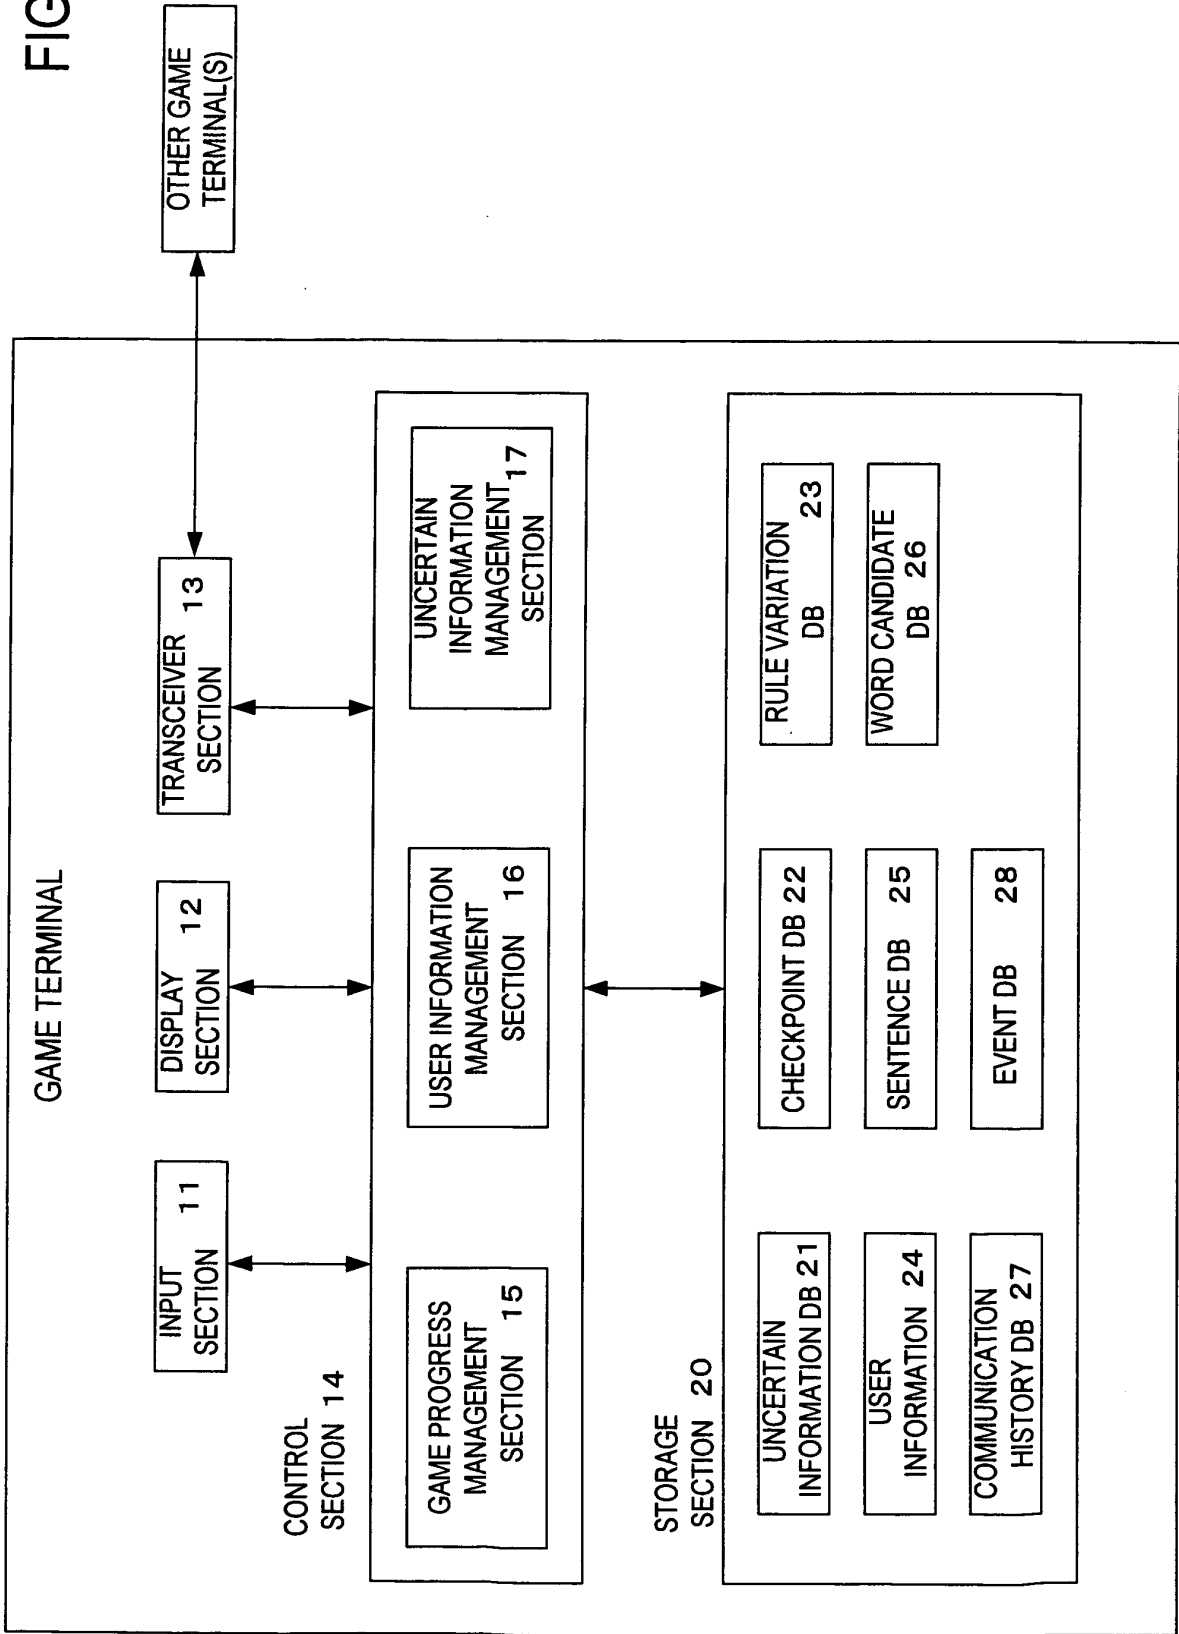 FIG
OTHER GAME
TERMINAL(S)
GAME TERMINAL
INPUT
SECTION 11
DISPLAY
SECTION 12
TRANSCEIVER
SECTION 13
CONTROL
SECTION 14
GAME PROGRESS
MANAGEMENT
SECTION 15
USER INFORMATION
MANAGEMENT
SECTION 16
UNCERTAIN
INFORMATION
MANAGEMENT 17
SECTION
STORAGE
SECTION 20
UNCERTAIN
INFORMATION DB 21
CHECKPOINT DB 22
RULE VARIATION
DB 23
USER
INFORMATION 24
SENTENCE DB 25
WORD CANDIDATE
DB 26
COMMUNICATION
HISTORY DB 27
EVENT DB 28